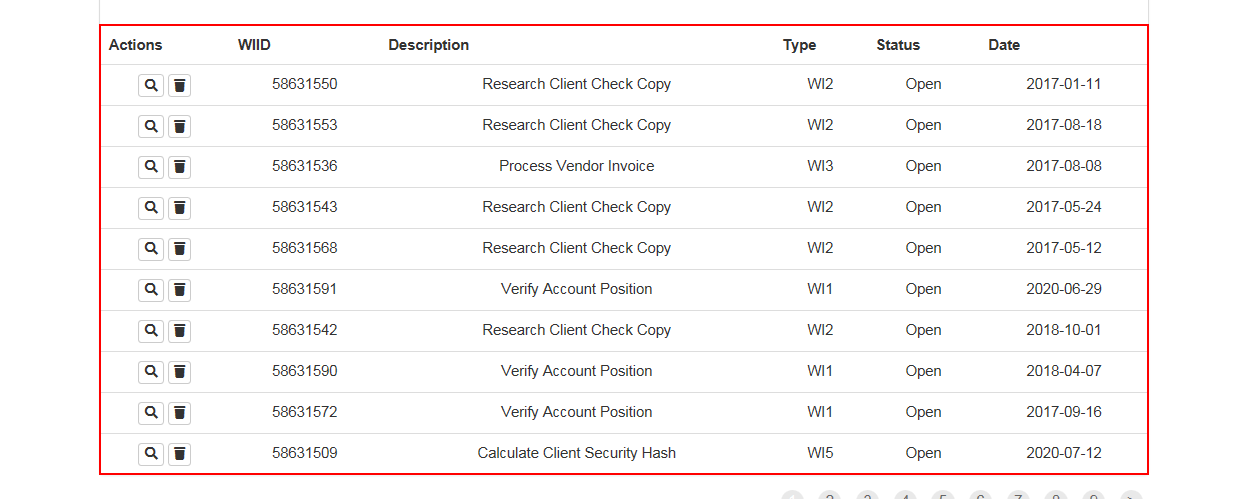 Actions WIID Description Type Status Date
58631550 Research Client Check Copy WI2 Open 2017-01-11
58631553 Research Client Check Copy WI2 Open 2017-08-18
58631536 Process Vendor Invoice WI3 Open 2017-08-08
58631543 Research Client Check Copy WI2 Open 2017-05-24
58631568 Research Client Check Copy WI2 Open 2017-05-12
58631591 Verify Account Position WI1 Open 2020-06-29
58631542 Research Client Check Copy WI2 Open 2018-10-01
58631590 Verify Account Position WI1 Open 2018-04-07
58631572 Verify Account Position WI1 Open 2017-09-16
58631509 Calculate Client Security Hash WI5 Open 2020-07-12